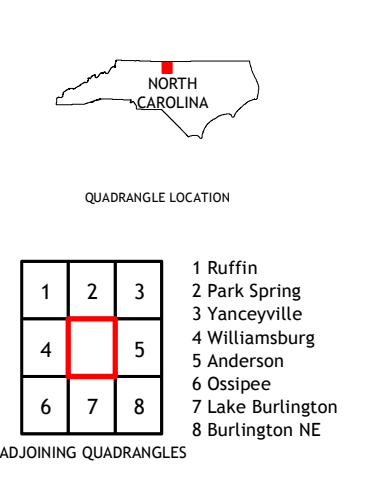 NORTH
CAROLINA
QUADRANGLE LOCATION
1 2 3
4 5
6 7 8
1 Ruffin
2 Park Spring
3 Yanceyville
4 Williamsburg
5 Anderson
6 Ossipee
7 Lake Burlington
8 Burlington NE
ADJOINING QUADRANGLES